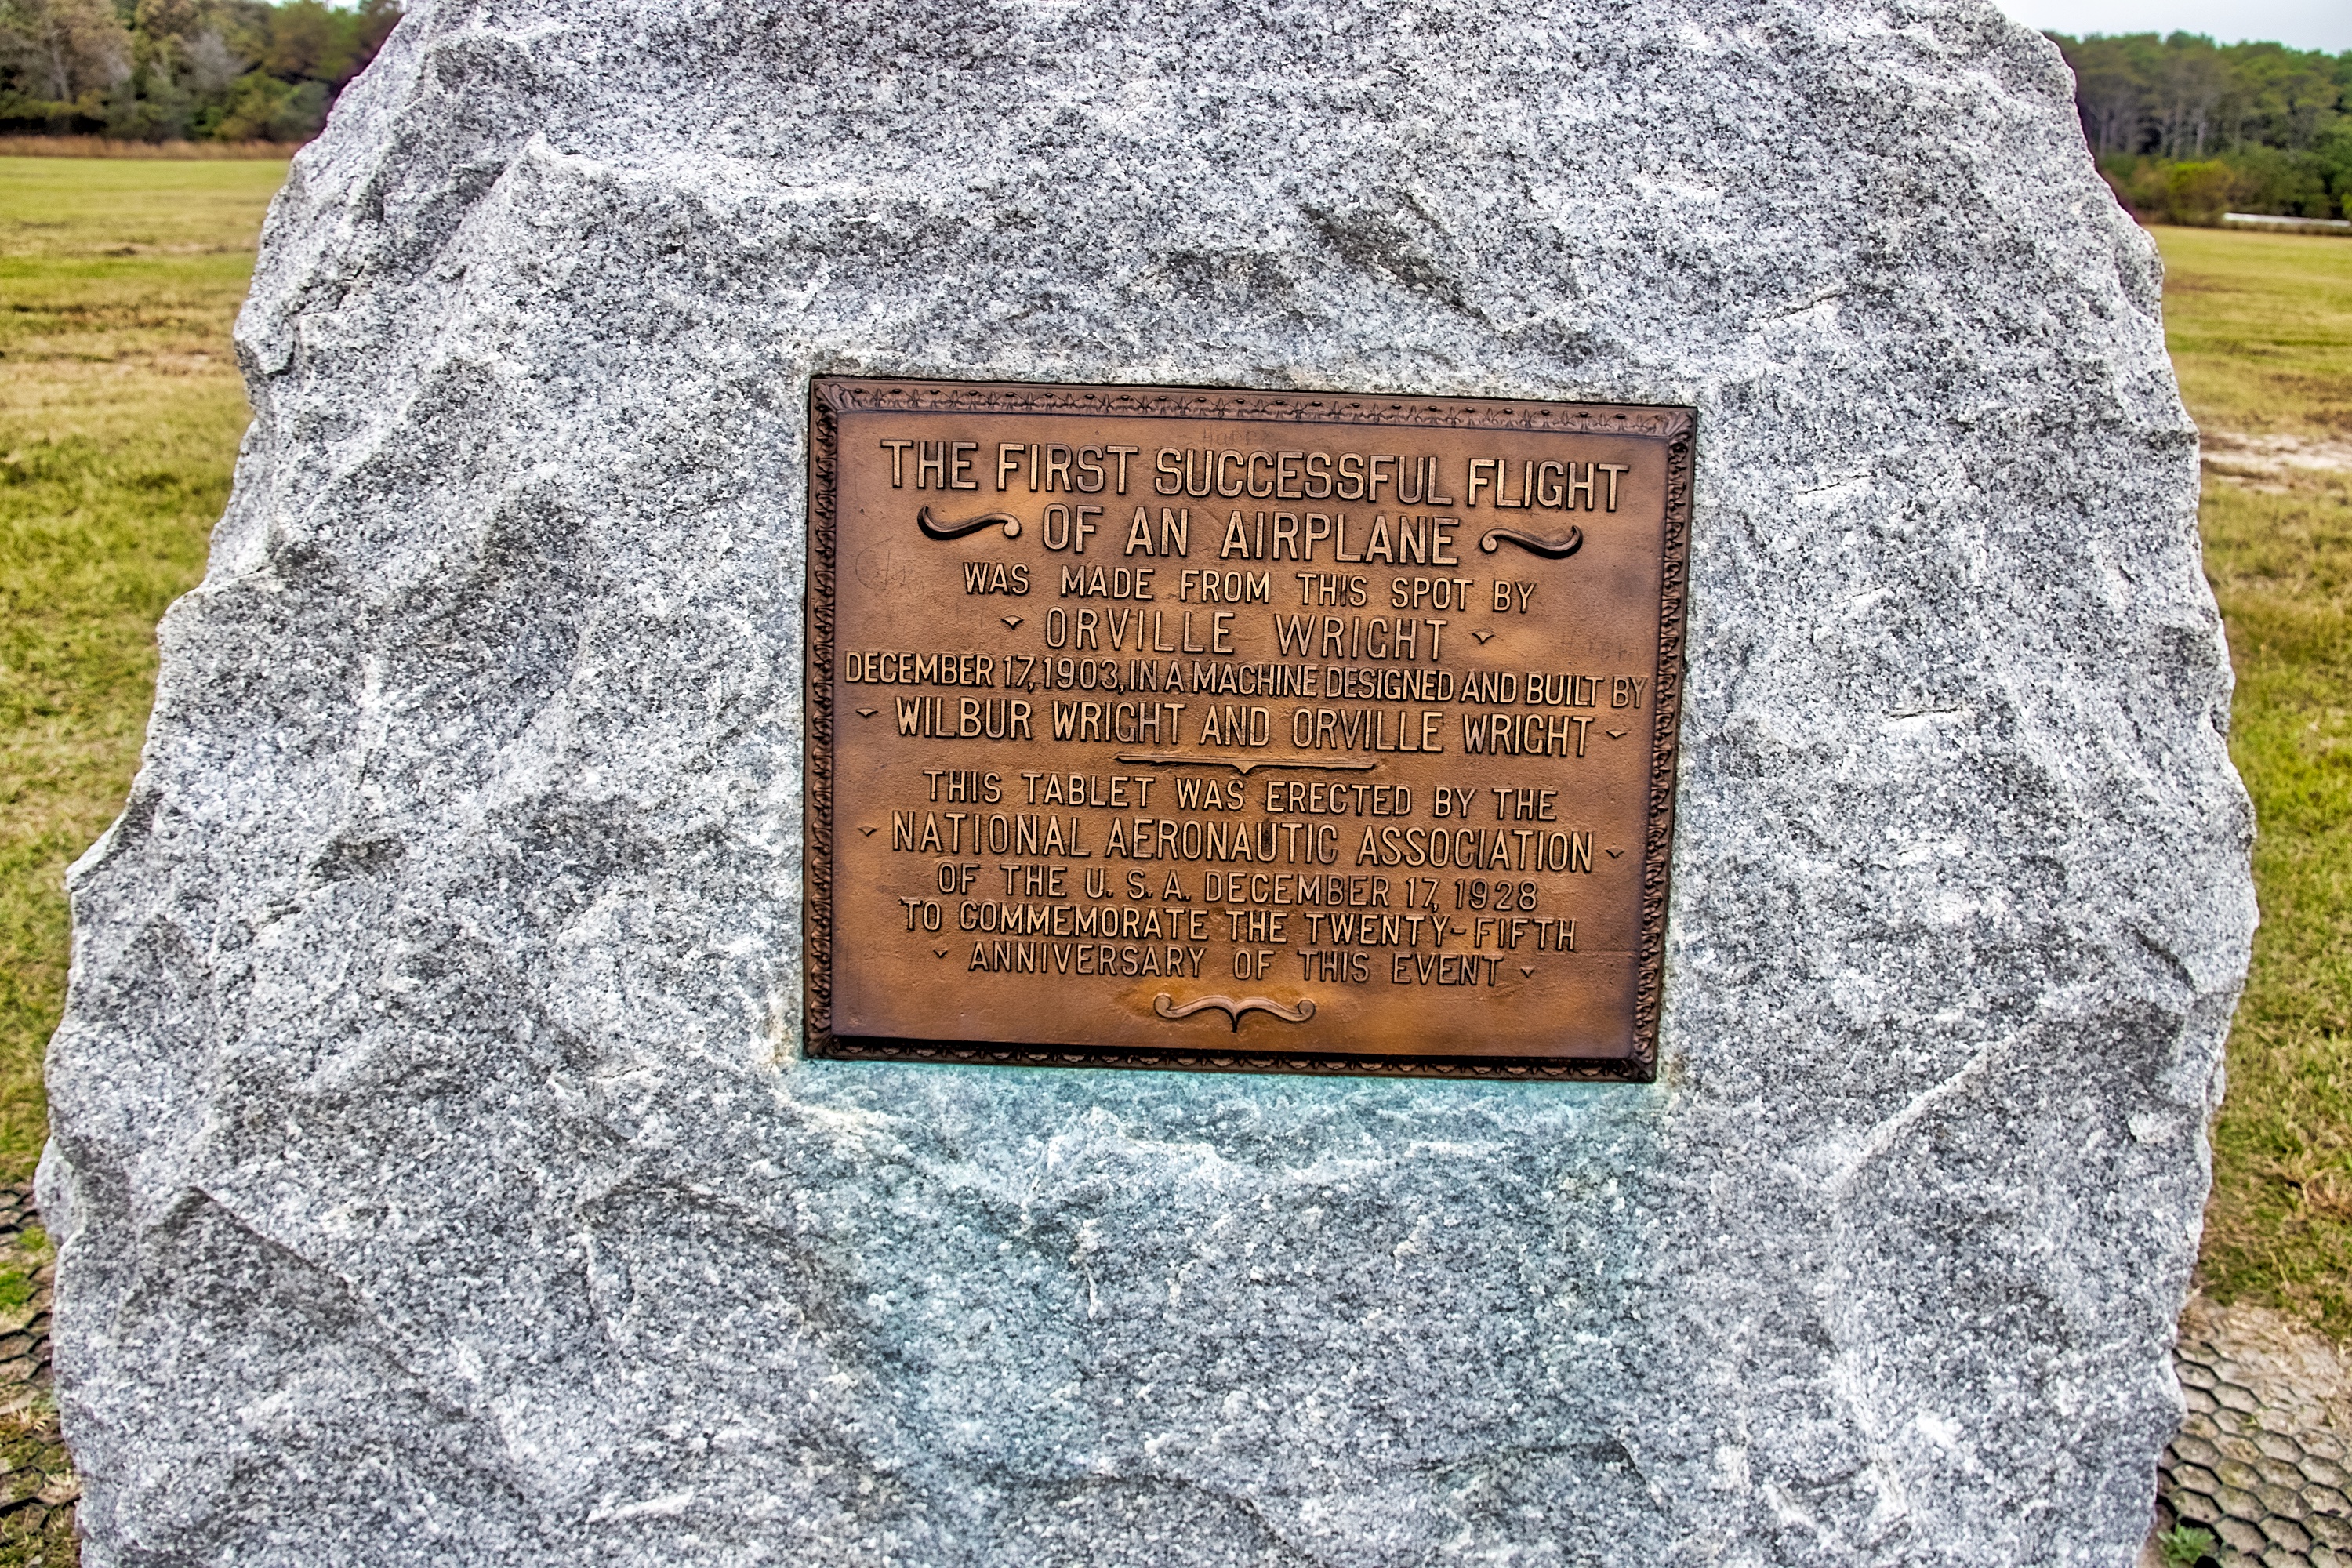 THE FIRST SUCCESSFUL FLIGHT
OF AN AIRPLANE
WAS MADE FROM THIS SPOT BY
ORVILLE WRIGHT
DECEMBER 17, 1903, IN A MACHINE DESIGNED AND BUILT BY
WILBUR WRIGHT AND ORVILLE WRIGHT
THIS TABLET WAS ERECTED BY THE
NATIONAL AERONAUTIC ASSOCIATION
OF THE U. S. A. DECEMBER 17, 1928
TO COMMEMORATE THE TWENTY-FIFTH
ANNIVERSARY OF THIS EVENT